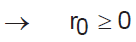 → r₀ ≥ 0